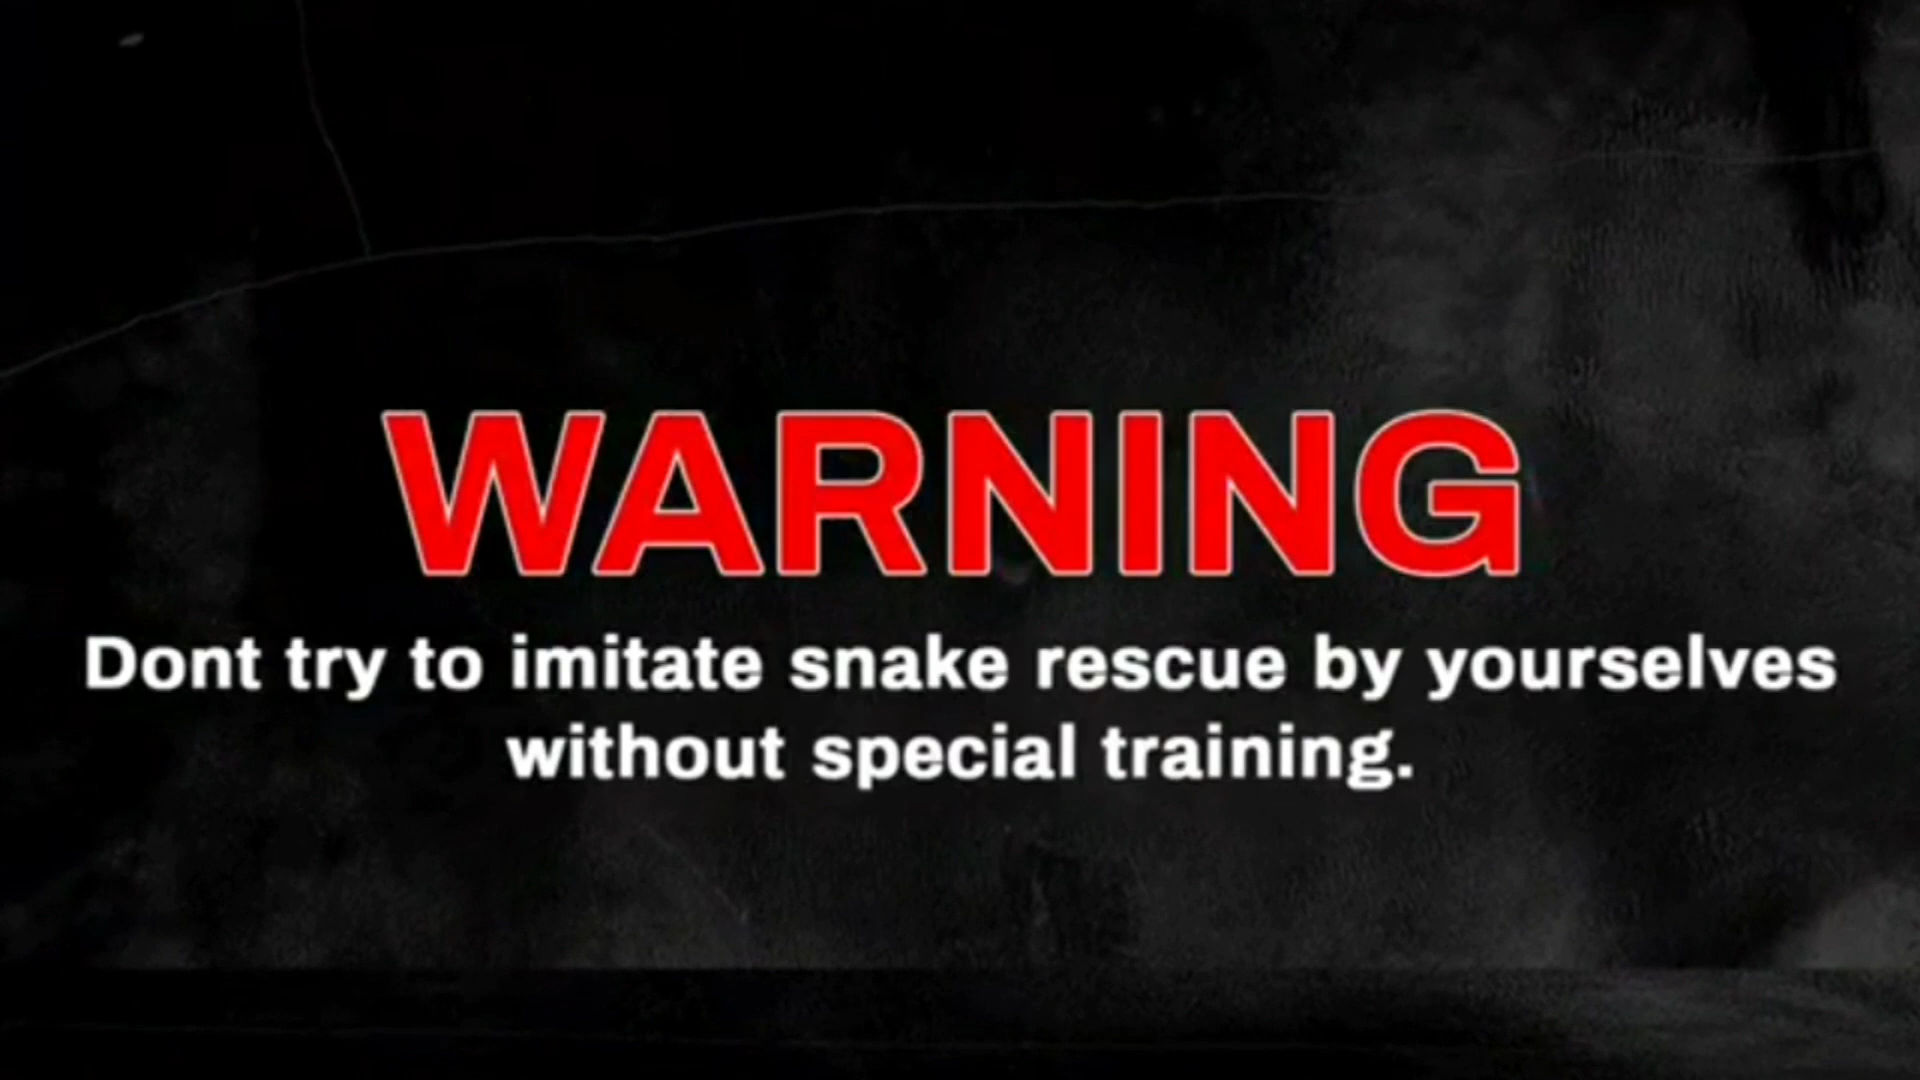 WARNING
Dont try to imitate snake rescue by yourselves
without special training.